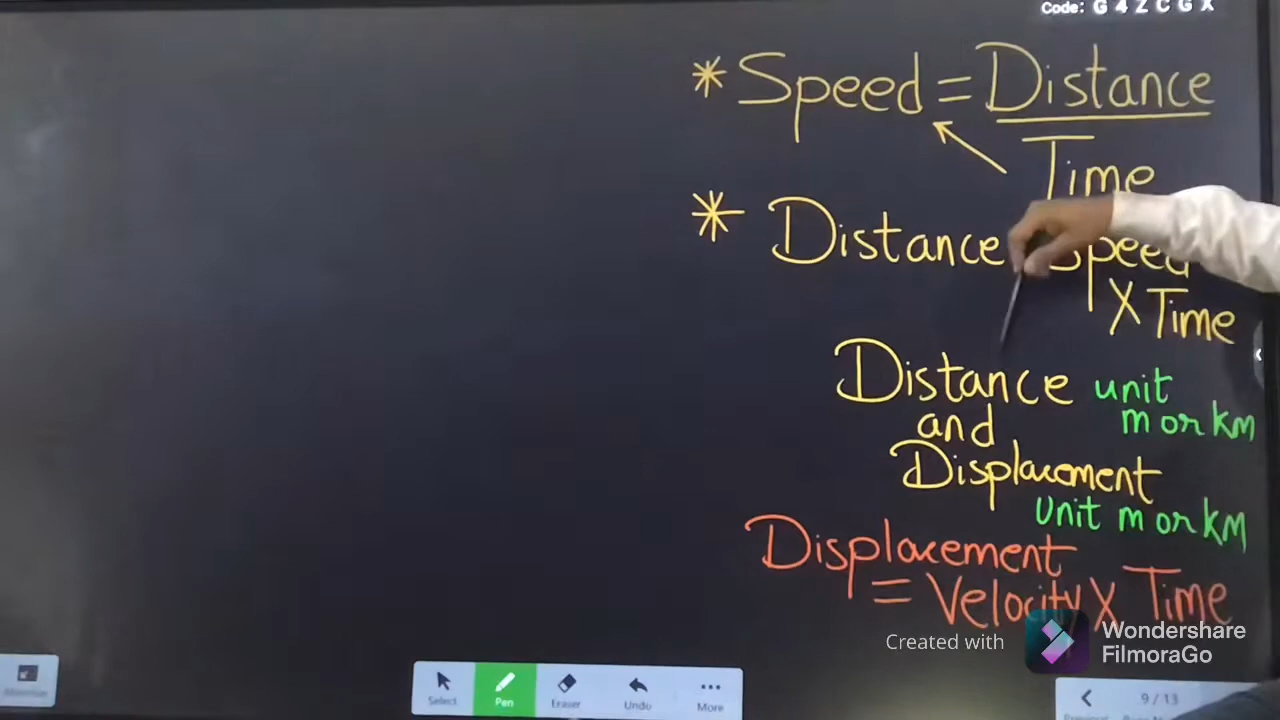 Code: G 4 Z C G X
* Speed = Distance
Time
* Distance Speed
X Time
Distance unit
m or km
and
Displacement
unit m or km
Displacement
= Velocity X Time
Created with
Wondershare
FilmoraGo
Select
Pen
Eraser
Undo
More
9 / 13